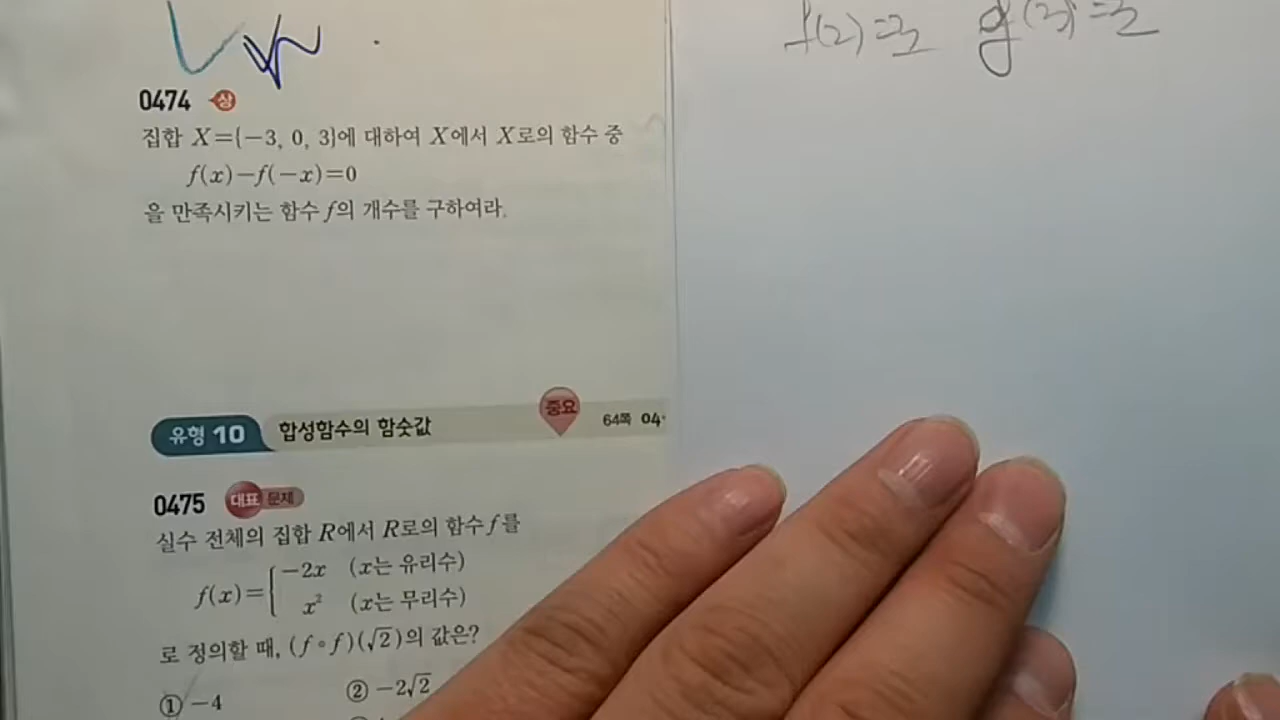 f(2)=3 g(3)=2
0474 상
집합 X={-3, 0, 3}에 대하여 X에서 X로의 함수 중
f(x)-f(-x)=0
을 만족시키는 함수 f의 개수를 구하여라.
유형 10 합성함수의 함숫값 중요 64쪽 04
0475 대표 문제
실수 전체의 집합 R에서 R로의 함수 f를
f(x)={-2x (x는 유리수)
x² (x는 무리수)
로 정의할 때, (f∘f)(√2)의 값은?
① -4 ② -2√2